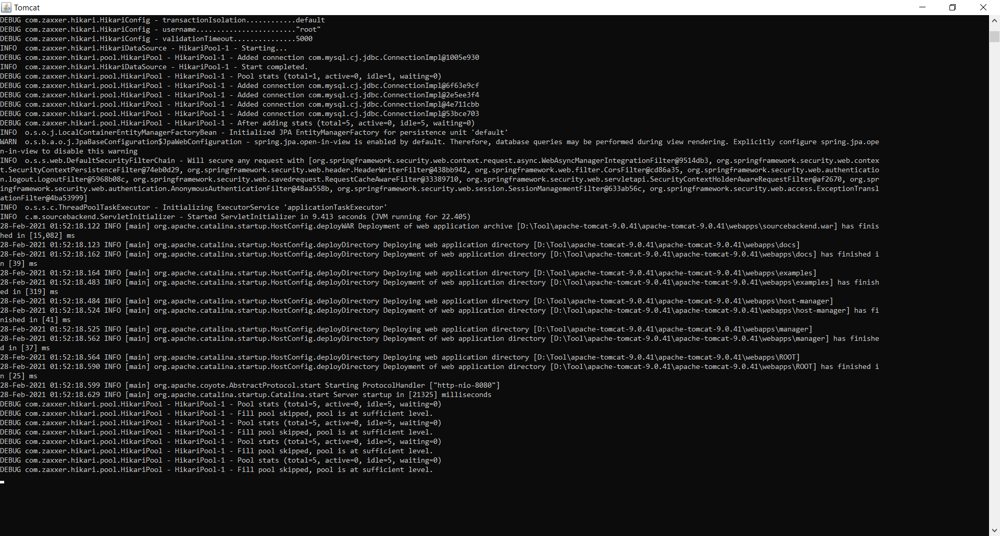 Tomcat
DEBUG com.zaxxer.hikari.HikariConfig - transactionIsolation............default
DEBUG com.zaxxer.hikari.HikariConfig - username........................"root"
DEBUG com.zaxxer.hikari.HikariConfig - validationTimeout...............5000
INFO  com.zaxxer.hikari.HikariDataSource - HikariPool-1 - Starting...
DEBUG com.zaxxer.hikari.pool.HikariPool - HikariPool-1 - Added connection com.mysql.cj.jdbc.ConnectionImpl@1005e930
INFO  com.zaxxer.hikari.HikariDataSource - HikariPool-1 - Start completed.
DEBUG com.zaxxer.hikari.pool.HikariPool - HikariPool-1 - Pool stats (total=1, active=0, idle=1, waiting=0)
DEBUG com.zaxxer.hikari.pool.HikariPool - HikariPool-1 - Added connection com.mysql.cj.jdbc.ConnectionImpl@6f63e9cf
DEBUG com.zaxxer.hikari.pool.HikariPool - HikariPool-1 - Added connection com.mysql.cj.jdbc.ConnectionImpl@2e5ee3f4
DEBUG com.zaxxer.hikari.pool.HikariPool - HikariPool-1 - Added connection com.mysql.cj.jdbc.ConnectionImpl@4e711cbb
DEBUG com.zaxxer.hikari.pool.HikariPool - HikariPool-1 - Added connection com.mysql.cj.jdbc.ConnectionImpl@53bce703
DEBUG com.zaxxer.hikari.pool.HikariPool - HikariPool-1 - After adding stats (total=5, active=0, idle=5, waiting=0)
INFO  o.s.o.j.LocalContainerEntityManagerFactoryBean - Initialized JPA EntityManagerFactory for persistence unit 'default'
WARN  o.s.b.a.o.j.JpaBaseConfiguration$JpaWebConfiguration - spring.jpa.open-in-view is enabled by default. Therefore, database queries may be performed during view rendering. Explicitly configure spring.jpa.ope
n-in-view to disable this warning
INFO  o.s.s.web.DefaultSecurityFilterChain - Will secure any request with [org.springframework.security.web.context.request.async.WebAsyncManagerIntegrationFilter@9514db3, org.springframework.security.web.contex
t.SecurityContextPersistenceFilter@74eb0d29, org.springframework.security.web.header.HeaderWriterFilter@438bb942, org.springframework.web.filter.CorsFilter@cd86a35, org.springframework.security.web.authenticatio
n.logout.LogoutFilter@5968b08c, org.springframework.security.web.savedrequest.RequestCacheAwareFilter@33389710, org.springframework.security.web.servletapi.SecurityContextHolderAwareRequestFilter@af2670, org.spr
ingframework.security.web.authentication.AnonymousAuthenticationFilter@48aa558b, org.springframework.security.web.session.SessionManagementFilter@633ab56c, org.springframework.security.web.access.ExceptionTransl
ationFilter@4ba53999]
INFO  o.s.s.c.ThreadPoolTaskExecutor - Initializing ExecutorService 'applicationTaskExecutor'
INFO  c.m.sourcebackend.ServletInitializer - Started ServletInitializer in 9.413 seconds (JVM running for 22.405)
28-Feb-2021 01:52:18.122 INFO [main] org.apache.catalina.startup.HostConfig.deployWAR Deployment of web application archive [D:\Tool\apache-tomcat-9.0.41\apache-tomcat-9.0.41\webapps\sourcebackend.war] has finis
hed in [15,082] ms
28-Feb-2021 01:52:18.123 INFO [main] org.apache.catalina.startup.HostConfig.deployDirectory Deploying web application directory [D:\Tool\apache-tomcat-9.0.41\apache-tomcat-9.0.41\webapps\docs]
28-Feb-2021 01:52:18.162 INFO [main] org.apache.catalina.startup.HostConfig.deployDirectory Deployment of web application directory [D:\Tool\apache-tomcat-9.0.41\apache-tomcat-9.0.41\webapps\docs] has finished i
n [39] ms
28-Feb-2021 01:52:18.164 INFO [main] org.apache.catalina.startup.HostConfig.deployDirectory Deploying web application directory [D:\Tool\apache-tomcat-9.0.41\apache-tomcat-9.0.41\webapps\examples]
28-Feb-2021 01:52:18.483 INFO [main] org.apache.catalina.startup.HostConfig.deployDirectory Deployment of web application directory [D:\Tool\apache-tomcat-9.0.41\apache-tomcat-9.0.41\webapps\examples] has finish
ed in [319] ms
28-Feb-2021 01:52:18.484 INFO [main] org.apache.catalina.startup.HostConfig.deployDirectory Deploying web application directory [D:\Tool\apache-tomcat-9.0.41\apache-tomcat-9.0.41\webapps\host-manager]
28-Feb-2021 01:52:18.524 INFO [main] org.apache.catalina.startup.HostConfig.deployDirectory Deployment of web application directory [D:\Tool\apache-tomcat-9.0.41\apache-tomcat-9.0.41\webapps\host-manager] has fi
nished in [41] ms
28-Feb-2021 01:52:18.525 INFO [main] org.apache.catalina.startup.HostConfig.deployDirectory Deploying web application directory [D:\Tool\apache-tomcat-9.0.41\apache-tomcat-9.0.41\webapps\manager]
28-Feb-2021 01:52:18.562 INFO [main] org.apache.catalina.startup.HostConfig.deployDirectory Deployment of web application directory [D:\Tool\apache-tomcat-9.0.41\apache-tomcat-9.0.41\webapps\manager] has finishe
d in [37] ms
28-Feb-2021 01:52:18.564 INFO [main] org.apache.catalina.startup.HostConfig.deployDirectory Deploying web application directory [D:\Tool\apache-tomcat-9.0.41\apache-tomcat-9.0.41\webapps\ROOT]
28-Feb-2021 01:52:18.590 INFO [main] org.apache.catalina.startup.HostConfig.deployDirectory Deployment of web application directory [D:\Tool\apache-tomcat-9.0.41\apache-tomcat-9.0.41\webapps\ROOT] has finished i
n [25] ms
28-Feb-2021 01:52:18.599 INFO [main] org.apache.coyote.AbstractProtocol.start Starting ProtocolHandler ["http-nio-8080"]
28-Feb-2021 01:52:18.629 INFO [main] org.apache.catalina.startup.Catalina.start Server startup in [21325] milliseconds
DEBUG com.zaxxer.hikari.pool.HikariPool - HikariPool-1 - Pool stats (total=5, active=0, idle=5, waiting=0)
DEBUG com.zaxxer.hikari.pool.HikariPool - HikariPool-1 - Fill pool skipped, pool is at sufficient level.
DEBUG com.zaxxer.hikari.pool.HikariPool - HikariPool-1 - Pool stats (total=5, active=0, idle=5, waiting=0)
DEBUG com.zaxxer.hikari.pool.HikariPool - HikariPool-1 - Fill pool skipped, pool is at sufficient level.
DEBUG com.zaxxer.hikari.pool.HikariPool - HikariPool-1 - Pool stats (total=5, active=0, idle=5, waiting=0)
DEBUG com.zaxxer.hikari.pool.HikariPool - HikariPool-1 - Fill pool skipped, pool is at sufficient level.
DEBUG com.zaxxer.hikari.pool.HikariPool - HikariPool-1 - Pool stats (total=5, active=0, idle=5, waiting=0)
DEBUG com.zaxxer.hikari.pool.HikariPool - HikariPool-1 - Fill pool skipped, pool is at sufficient level.